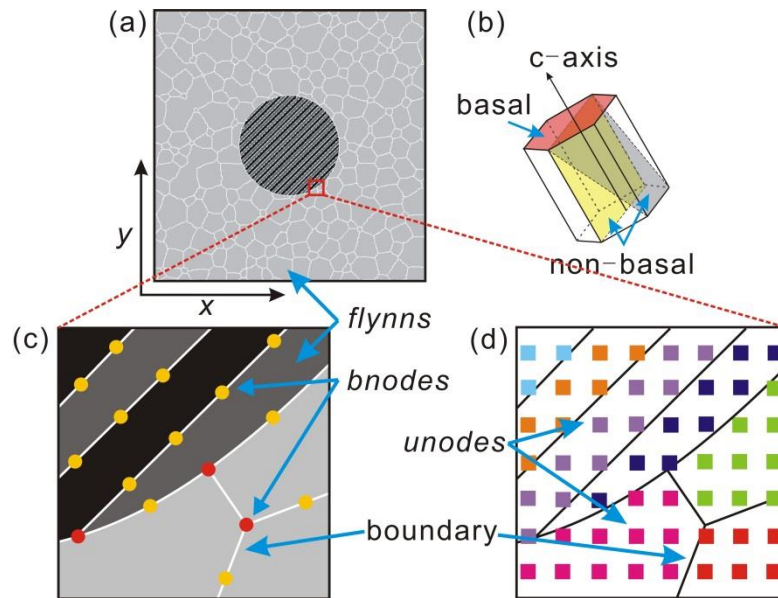 (a)
(b)
c-axis
basal
non-basal
y
x
flynns
(c)
(d)
bnodes
unodes
boundary